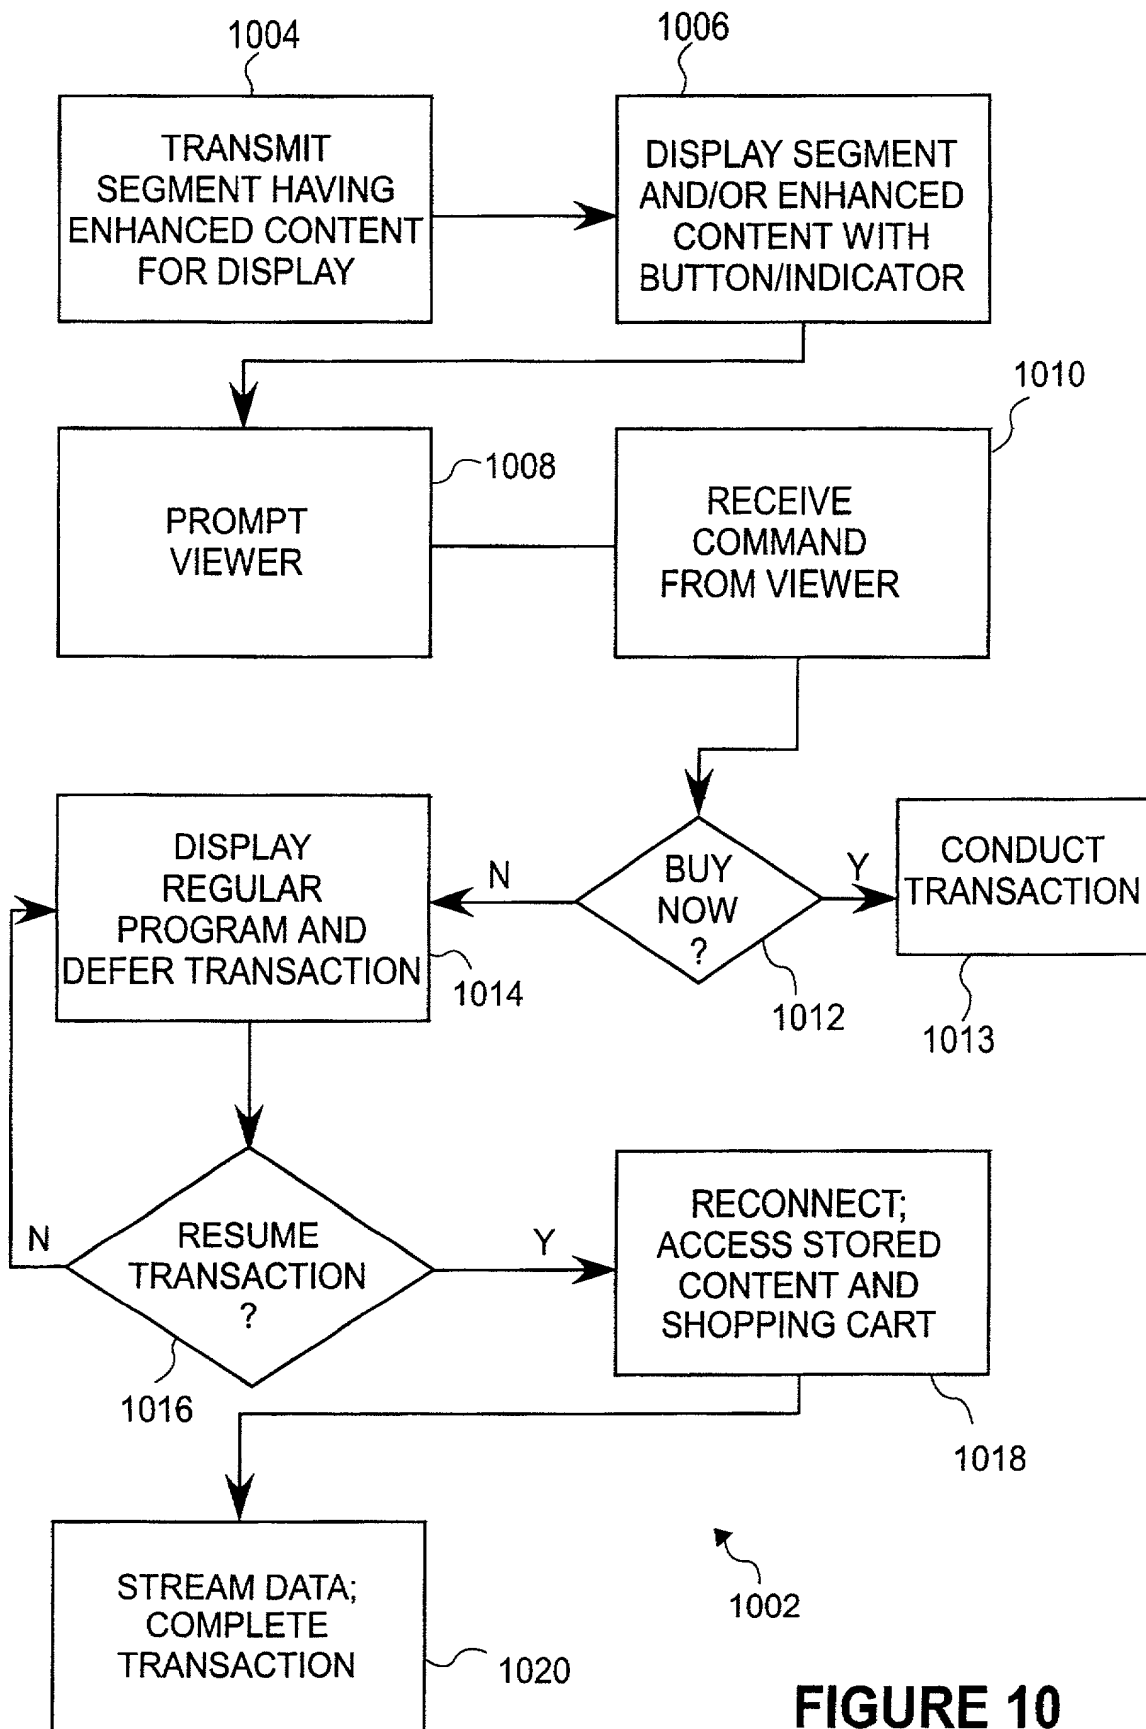 1004
1006
TRANSMIT
SEGMENT HAVING
ENHANCED CONTENT
FOR DISPLAY
DISPLAY SEGMENT
AND/OR ENHANCED
CONTENT WITH
BUTTON/INDICATOR
1008
PROMPT
VIEWER
1010
RECEIVE
COMMAND
FROM VIEWER
BUY
NOW
?
1012
Y
CONDUCT
TRANSACTION
1013
N
DISPLAY
REGULAR
PROGRAM AND
DEFER TRANSACTION
1014
N
RESUME
TRANSACTION
?
1016
Y
RECONNECT;
ACCESS STORED
CONTENT AND
SHOPPING CART
1018
STREAM DATA;
COMPLETE
TRANSACTION
1020
1002
FIGURE 10